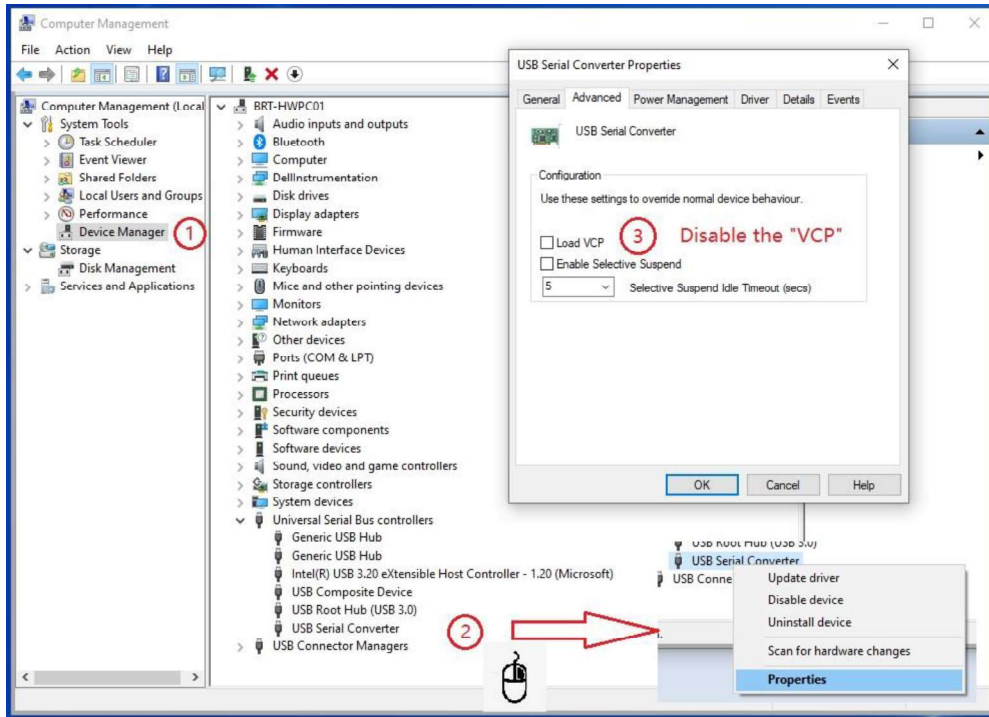 Computer Management
File Action View Help
Computer Management (Local
System Tools
Task Scheduler
Event Viewer
Shared Folders
Local Users and Groups
Performance
Device Manager
1
Storage
Disk Management
Services and Applications
BRT-HWPC01
Audio inputs and outputs
Bluetooth
Computer
DellInstrumentation
Disk drives
Display adapters
Firmware
Human Interface Devices
Keyboards
Mice and other pointing devices
Monitors
Network adapters
Other devices
Ports (COM & LPT)
Print queues
Processors
Security devices
Software components
Software devices
Sound, video and game controllers
Storage controllers
System devices
Universal Serial Bus controllers
Generic USB Hub
Generic USB Hub
Intel(R) USB 3.20 eXtensible Host Controller - 1.20 (Microsoft)
USB Composite Device
USB Root Hub (USB 3.0)
USB Serial Converter
USB Connector Managers
2
USB Serial Converter Properties
General Advanced Power Management Driver Details Events
USB Serial Converter
Configuration
Use these settings to override normal device behaviour.
Load VCP
3 Disable the "VCP"
Enable Selective Suspend
5 Selective Suspend Idle Timeout (secs)
OK Cancel Help
USB Root Hub (USB 3.0)
USB Serial Converter
USB Conne
Update driver
Disable device
Uninstall device
Scan for hardware changes
Properties